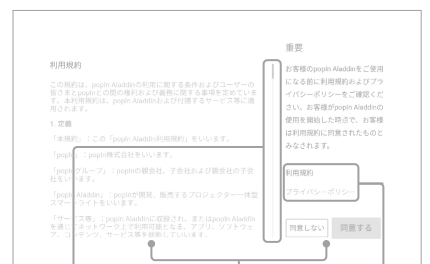 利用規約
この規約は、popIn Aladdinの利用に関する条件およびユーザーの
皆さまとpopInとの間の権利および義務に関する事項を定めていま
す。本利用規約は、popIn Aladdinおよび付随するサービス等に適
用されます。
1. 定義
「本規約」：この「popIn Aladdin利用規約」をいいます。
「popIn」：popIn株式会社をいいます。
「popInグループ」：popInの親会社、子会社および親会社の子会
社をいいます。
「popIn Aladdin」：popInが開発、販売するプロジェクター一体型
スマートライトをいいます。
「サービス等」：popIn Aladdinに収録され、またはpopIn Aladdin
を通じてネットワーク上で利用可能となる、アプリ、ソフトウェ
ア、コンテンツ、サービス等を総称していいます。
重要
お客様のpopIn Aladdinをご使用
になる前に利用規約およびプラ
イバシーポリシーをご確認くだ
さい。お客様がpopIn Aladdinの
使用を開始した時点で、お客様
は利用規約に同意されたものと
みなされます。
利用規約
プライバシーポリシー
同意しない 同意する